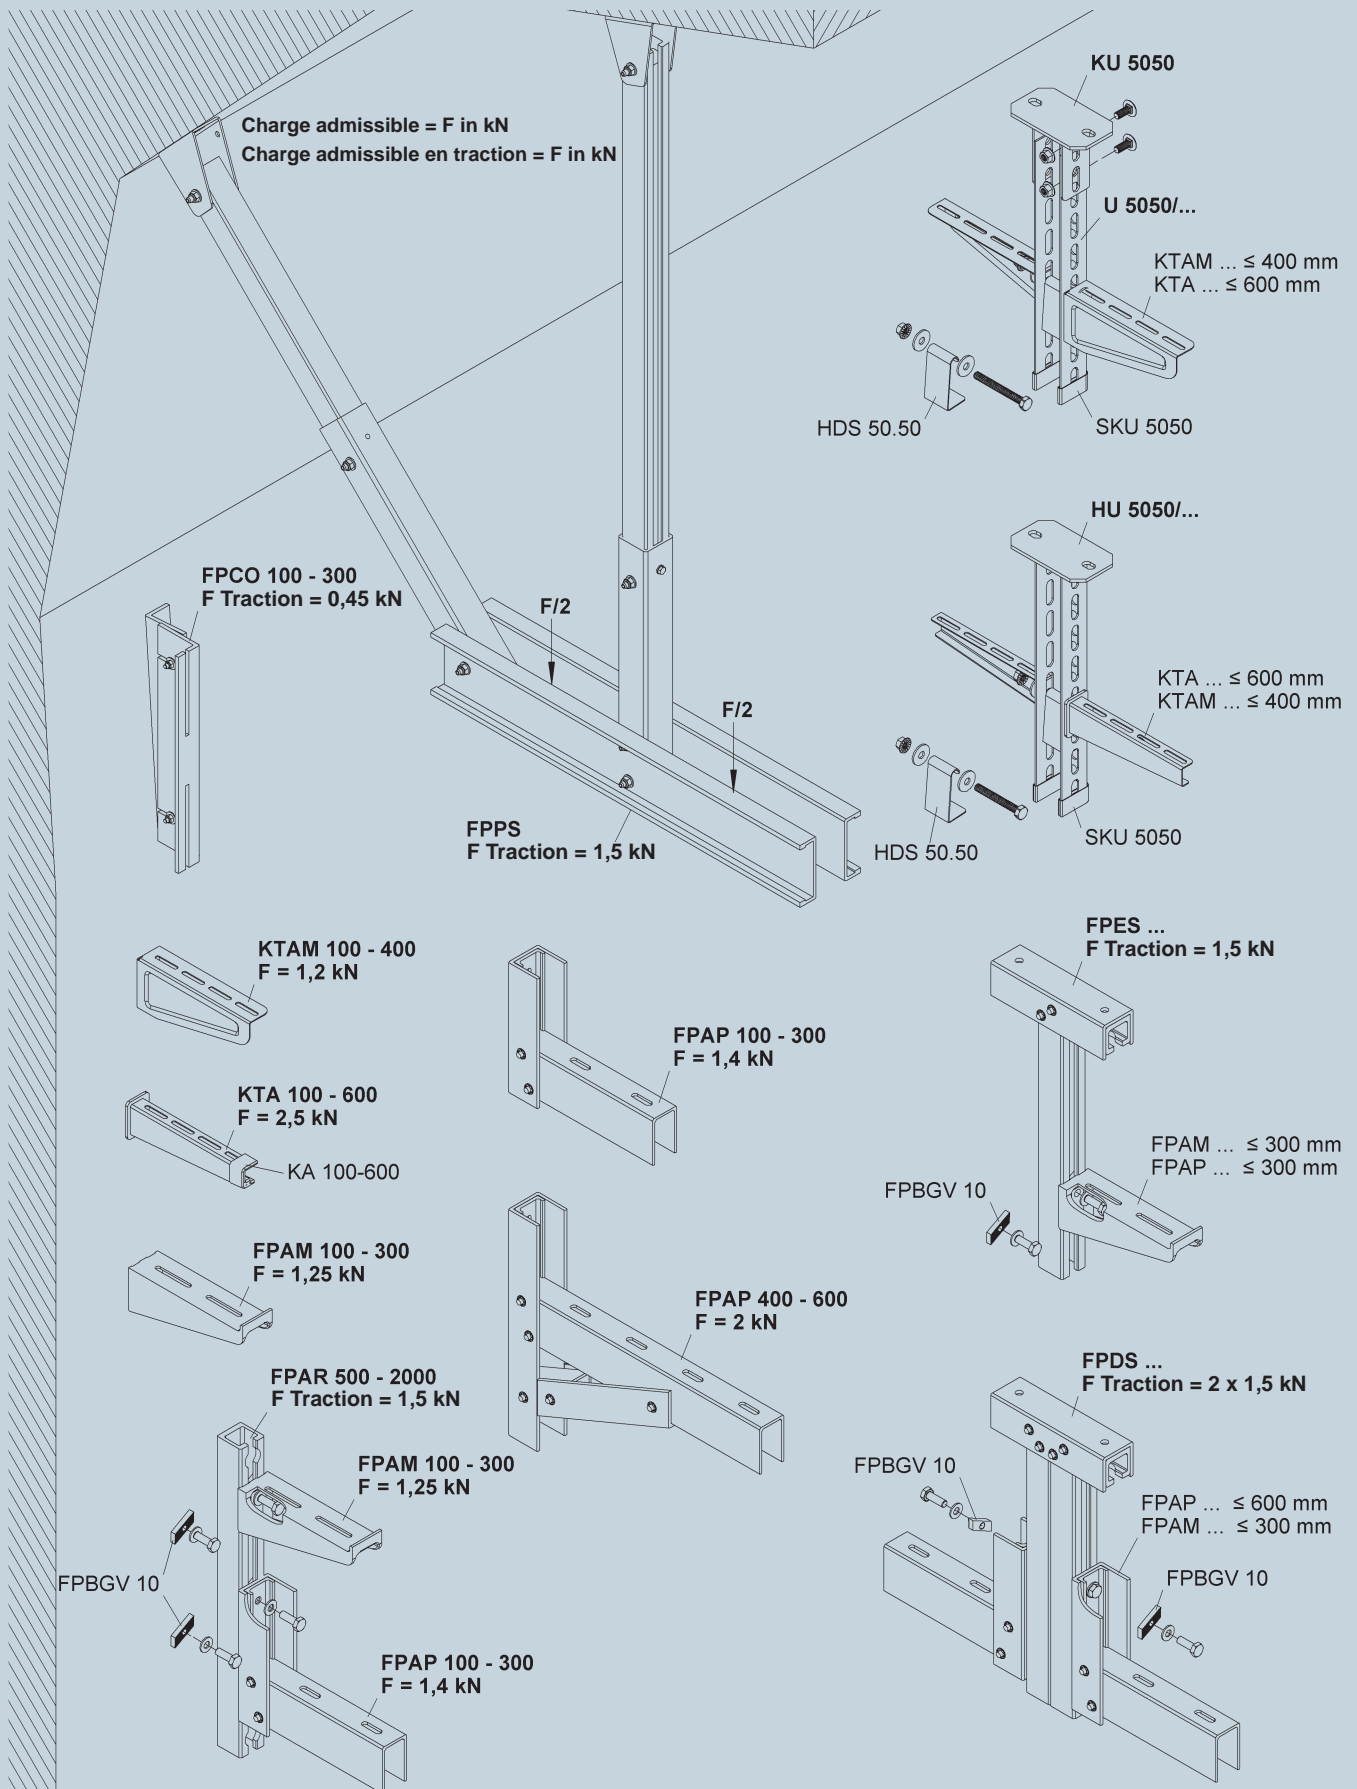 KU 5050
Charge admissible = F in kN
Charge admissible en traction = F in kN
U 5050/...
KTAM ... ≤ 400 mm
KTA ... ≤ 600 mm
HDS 50.50
SKU 5050
HU 5050/...
FPCO 100 - 300
F Traction = 0,45 kN
F/2
F/2
KTA ... ≤ 600 mm
KTAM ... ≤ 400 mm
FPPS
F Traction = 1,5 kN
HDS 50.50
SKU 5050
KTAM 100 - 400
F = 1,2 kN
FPES ...
F Traction = 1,5 kN
FPAP 100 - 300
F = 1,4 kN
KTA 100 - 600
F = 2,5 kN
KA 100-600
FPAM ... ≤ 300 mm
FPAP ... ≤ 300 mm
FPBGV 10
FPAM 100 - 300
F = 1,25 kN
FPAP 400 - 600
F = 2 kN
FPAR 500 - 2000
F Traction = 1,5 kN
FPDS ...
F Traction = 2 x 1,5 kN
FPAM 100 - 300
F = 1,25 kN
FPBGV 10
FPAP ... ≤ 600 mm
FPAM ... ≤ 300 mm
FPBGV 10
FPBGV 10
FPAP 100 - 300
F = 1,4 kN